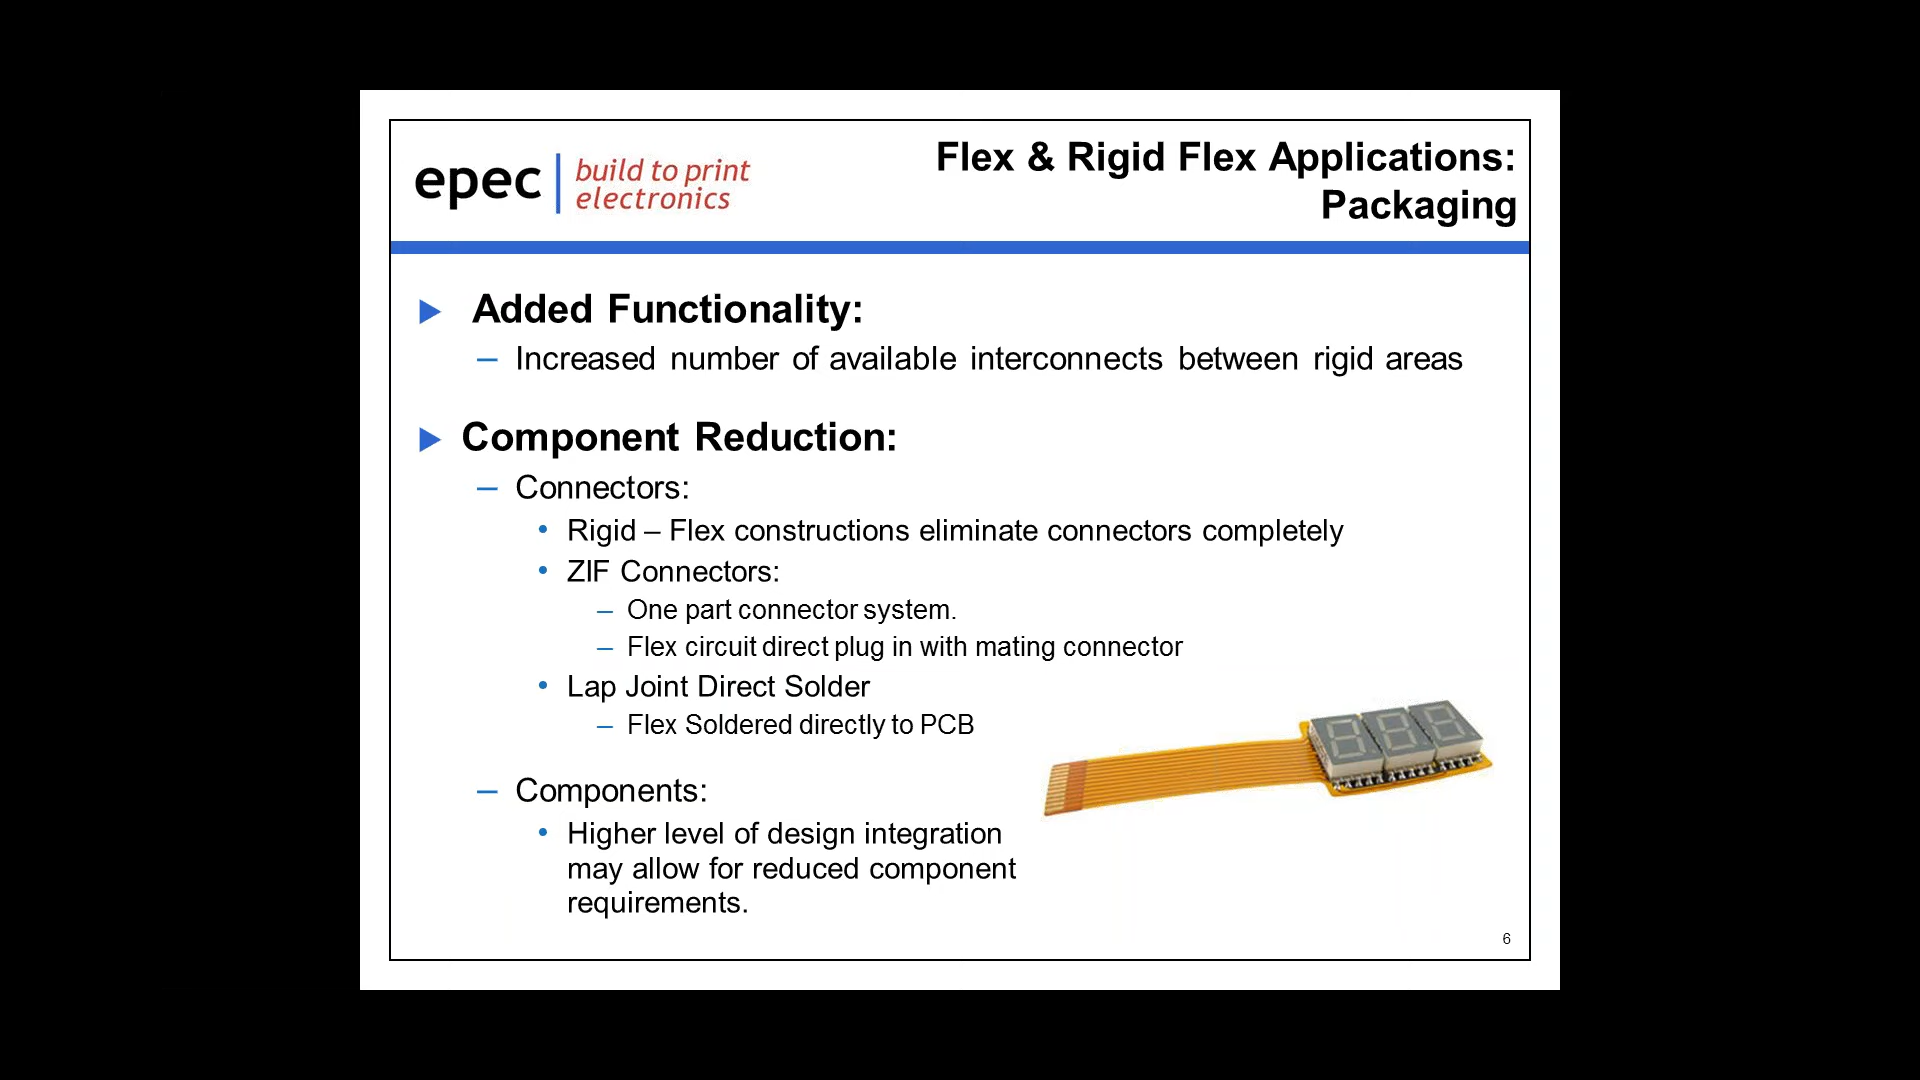 epec
build to print
electronics
Flex & Rigid Flex Applications:
Packaging
Added Functionality:
– Increased number of available interconnects between rigid areas
Component Reduction:
– Connectors:
• Rigid – Flex constructions eliminate connectors completely
• ZIF Connectors:
– One part connector system.
– Flex circuit direct plug in with mating connector
• Lap Joint Direct Solder
– Flex Soldered directly to PCB
– Components:
• Higher level of design integration
may allow for reduced component
requirements.
6